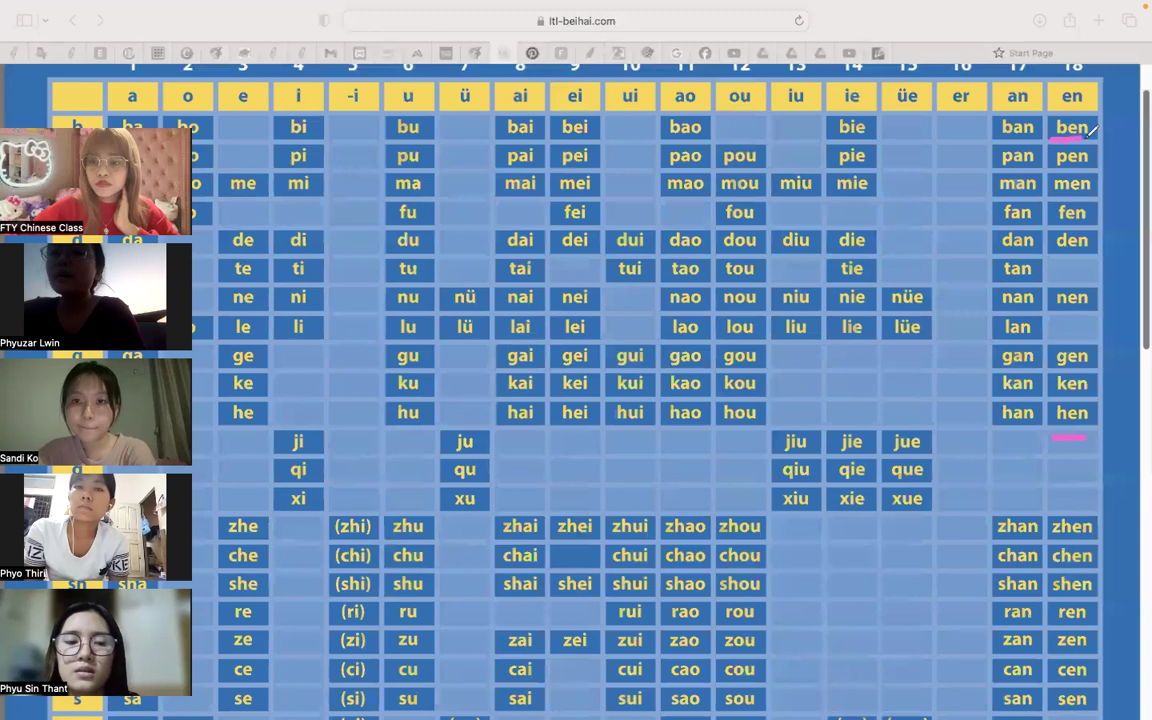 ltl-beihai.com
Start Page
1 2 3 4 5 6 7 8 9 10 11 12 13 14 15 16 17 18
a o e i -i u ü ai ei ui ao ou iu ie üe er an en
bi bu bai bei bao bie ban ben
pi pu pai pei pao pou pie pan pen
me mi ma mai mei mao mou miu mie man men
FTY Chinese Class
fu fei fou fan fen
de di du dai dei dui dao dou diu die dan den
te ti tu tai tui tao tou tie tan
ne ni nu nü nai nei nao nou niu nie nüe nan nen
le li lu lü lai lei lao lou liu lie lüe lan
Phyuzar Lwin
ge gu gai gei gui gao gou gan gen
ke ku kai kei kui kao kou kan ken
he hu hai hei hui hao hou han hen
ji ju jiu jie jue
Sandi Ko
qi qu qiu qie que
xi xu xiu xie xue
zhe (zhi) zhu zhai zhei zhui zhao zhou zhan zhen
che (chi) chu chai chui chao chou chan chen
Phyo Thiri
she (shi) shu shai shei shui shao shou shan shen
re (ri) ru rui rao rou ran ren
ze (zi) zu zai zei zui zao zou zan zen
ce (ci) cu cai cui cao cou can cen
Phyu Sin Thant
s sa se (si) su sai sui sao sou san sen